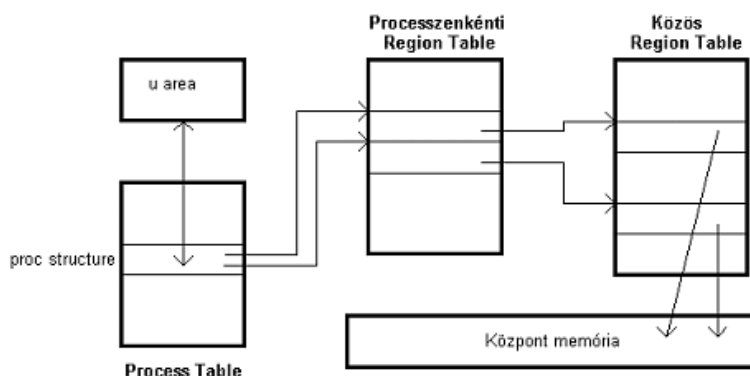 Processzenkénti
Region Table
Közös
Region Table
u area
proc structure
Process Table
Központ memória